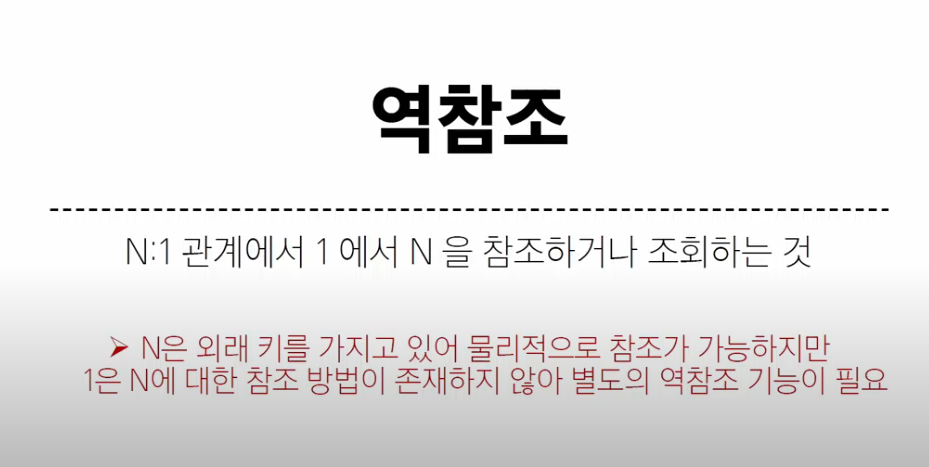 역참조
N:1 관계에서 1 에서 N 을 참조하거나 조회하는 것
➤ N은 외래 키를 가지고 있어 물리적으로 참조가 가능하지만
1은 N에 대한 참조 방법이 존재하지 않아 별도의 역참조 기능이 필요